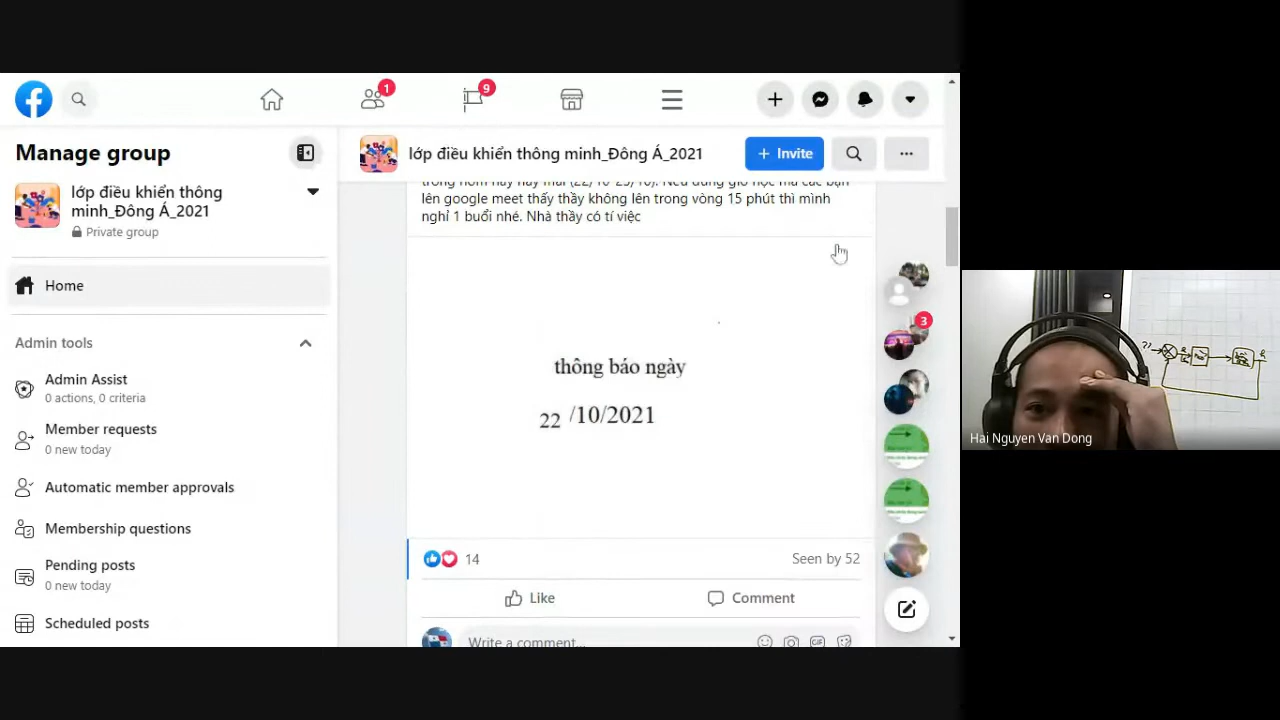 1
9
Manage group
lớp điều khiển thông minh_Đông Á_2021
+ Invite
lớp điều khiển thông
minh_Đông Á_2021
Private group
lên google meet thấy thầy không lên trong vòng 15 phút thì mình
nghỉ 1 buổi nhé. Nhà thầy có tí việc
Home
Admin tools
Admin Assist
0 actions, 0 criteria
Member requests
0 new today
Automatic member approvals
Membership questions
Pending posts
0 new today
Scheduled posts
thông báo ngày
22 /10/2021
3
14
Seen by 52
Like
Comment
Write a comment...
GIF
Hai Nguyen Van Dong